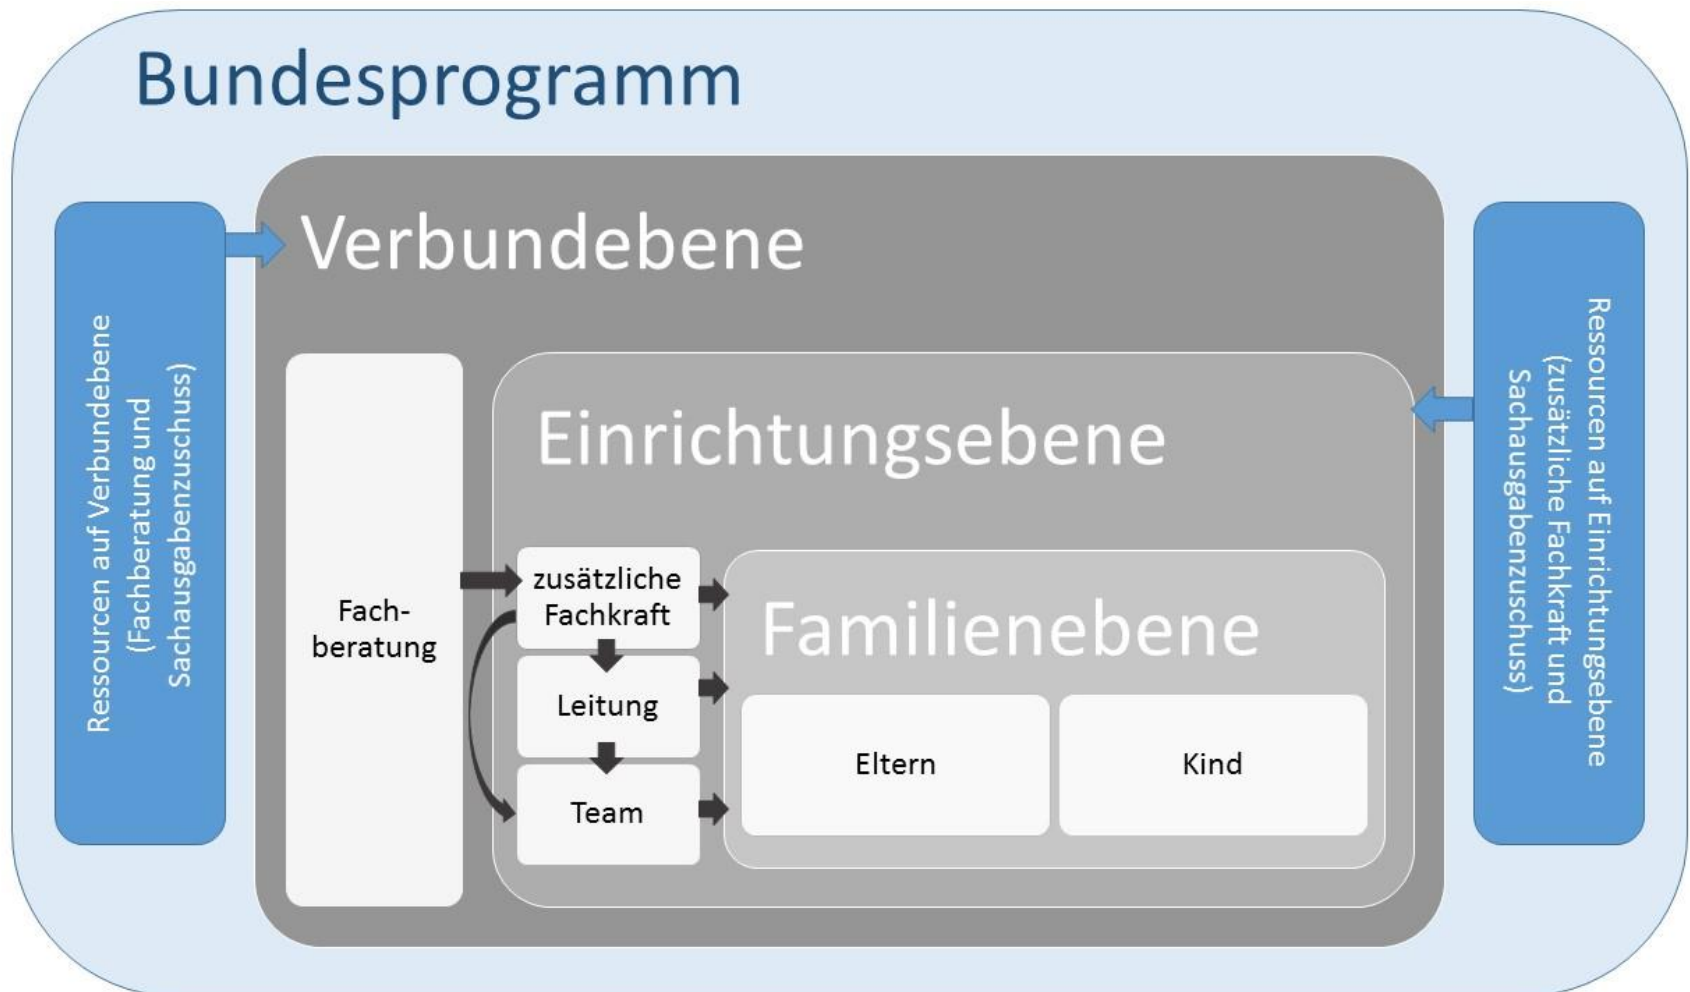 Bundesprogramm
Ressourcen auf Verbundebene
(Fachberatung und
Sachausgabenzuschuss)
Verbundebene
Fach-
beratung
Einrichtungsebene
zusätzliche
Fachkraft
Leitung
Team
Familienebene
Eltern
Kind
Ressourcen auf Einrichtungsebene
(zusätzliche Fachkraft und
Sachausgabenzuschuss)